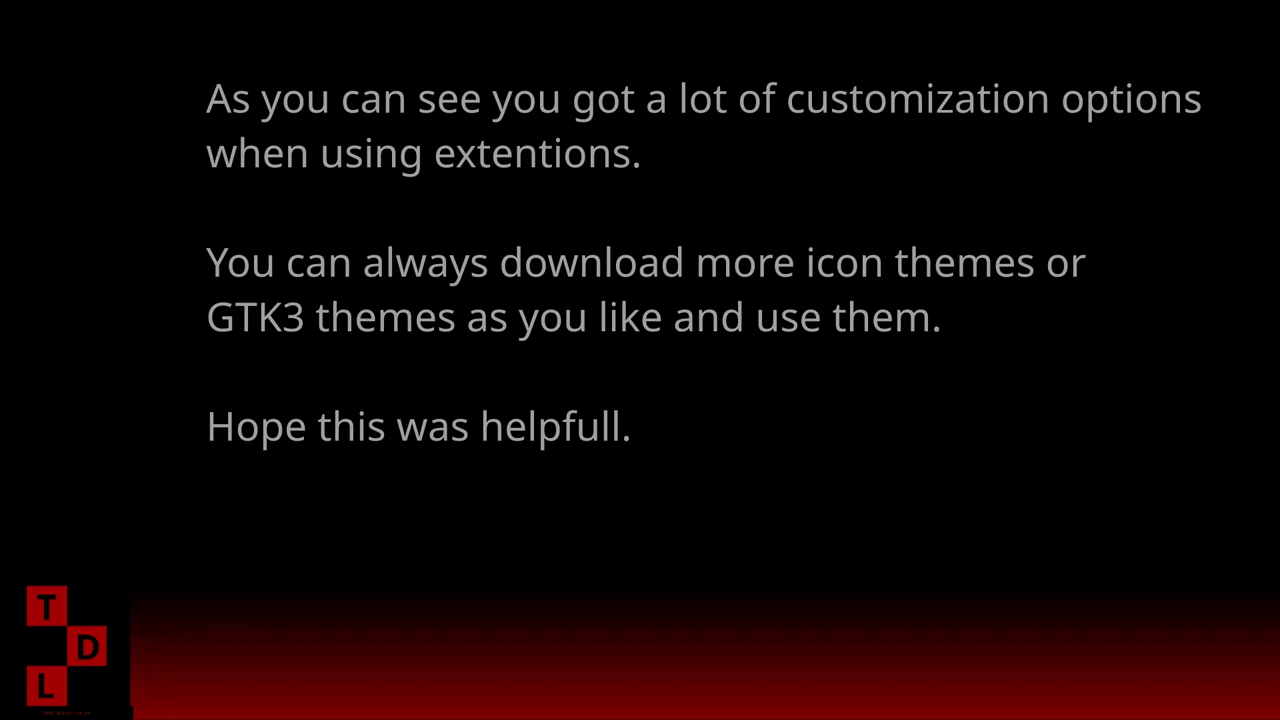 As you can see you got a lot of customization options
when using extentions.
You can always download more icon themes or
GTK3 themes as you like and use them.
Hope this was helpfull.
T
D
L